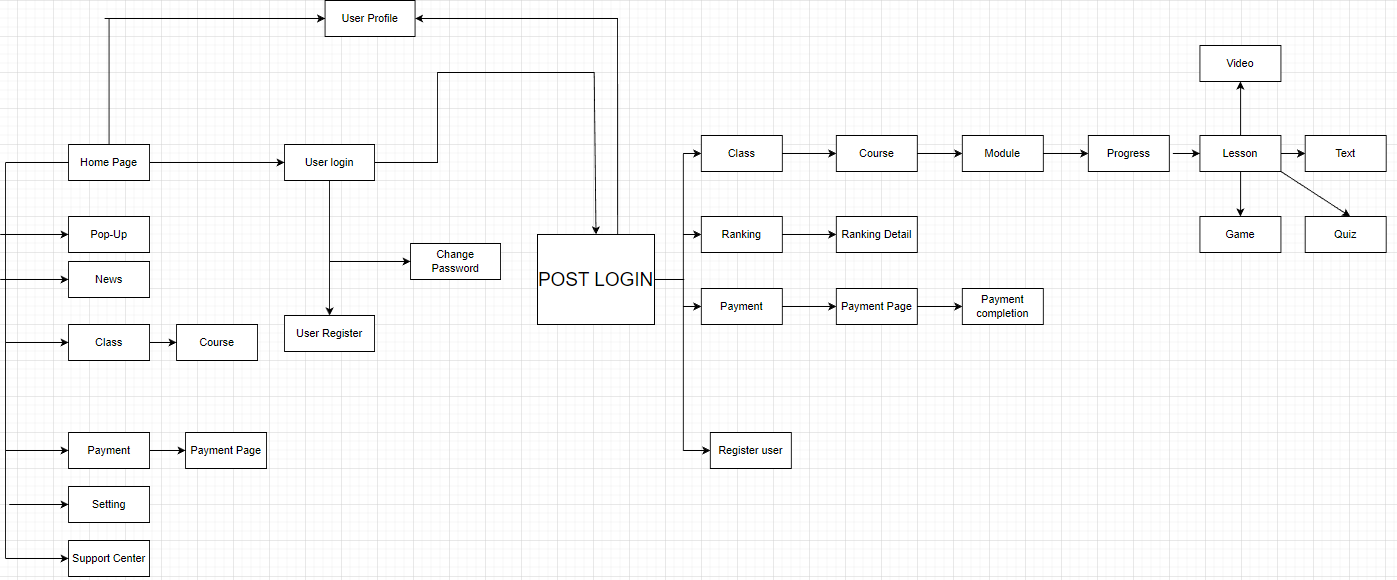 User Profile
Video
Home Page
User login
Class
Course
Module
Progress
Lesson
Text
Pop-Up
Ranking
Ranking Detail
Game
Quiz
Change
Password
News
POST LOGIN
Payment
Payment Page
Payment
completion
User Register
Class
Course
Payment
Payment Page
Register user
Setting
Support Center